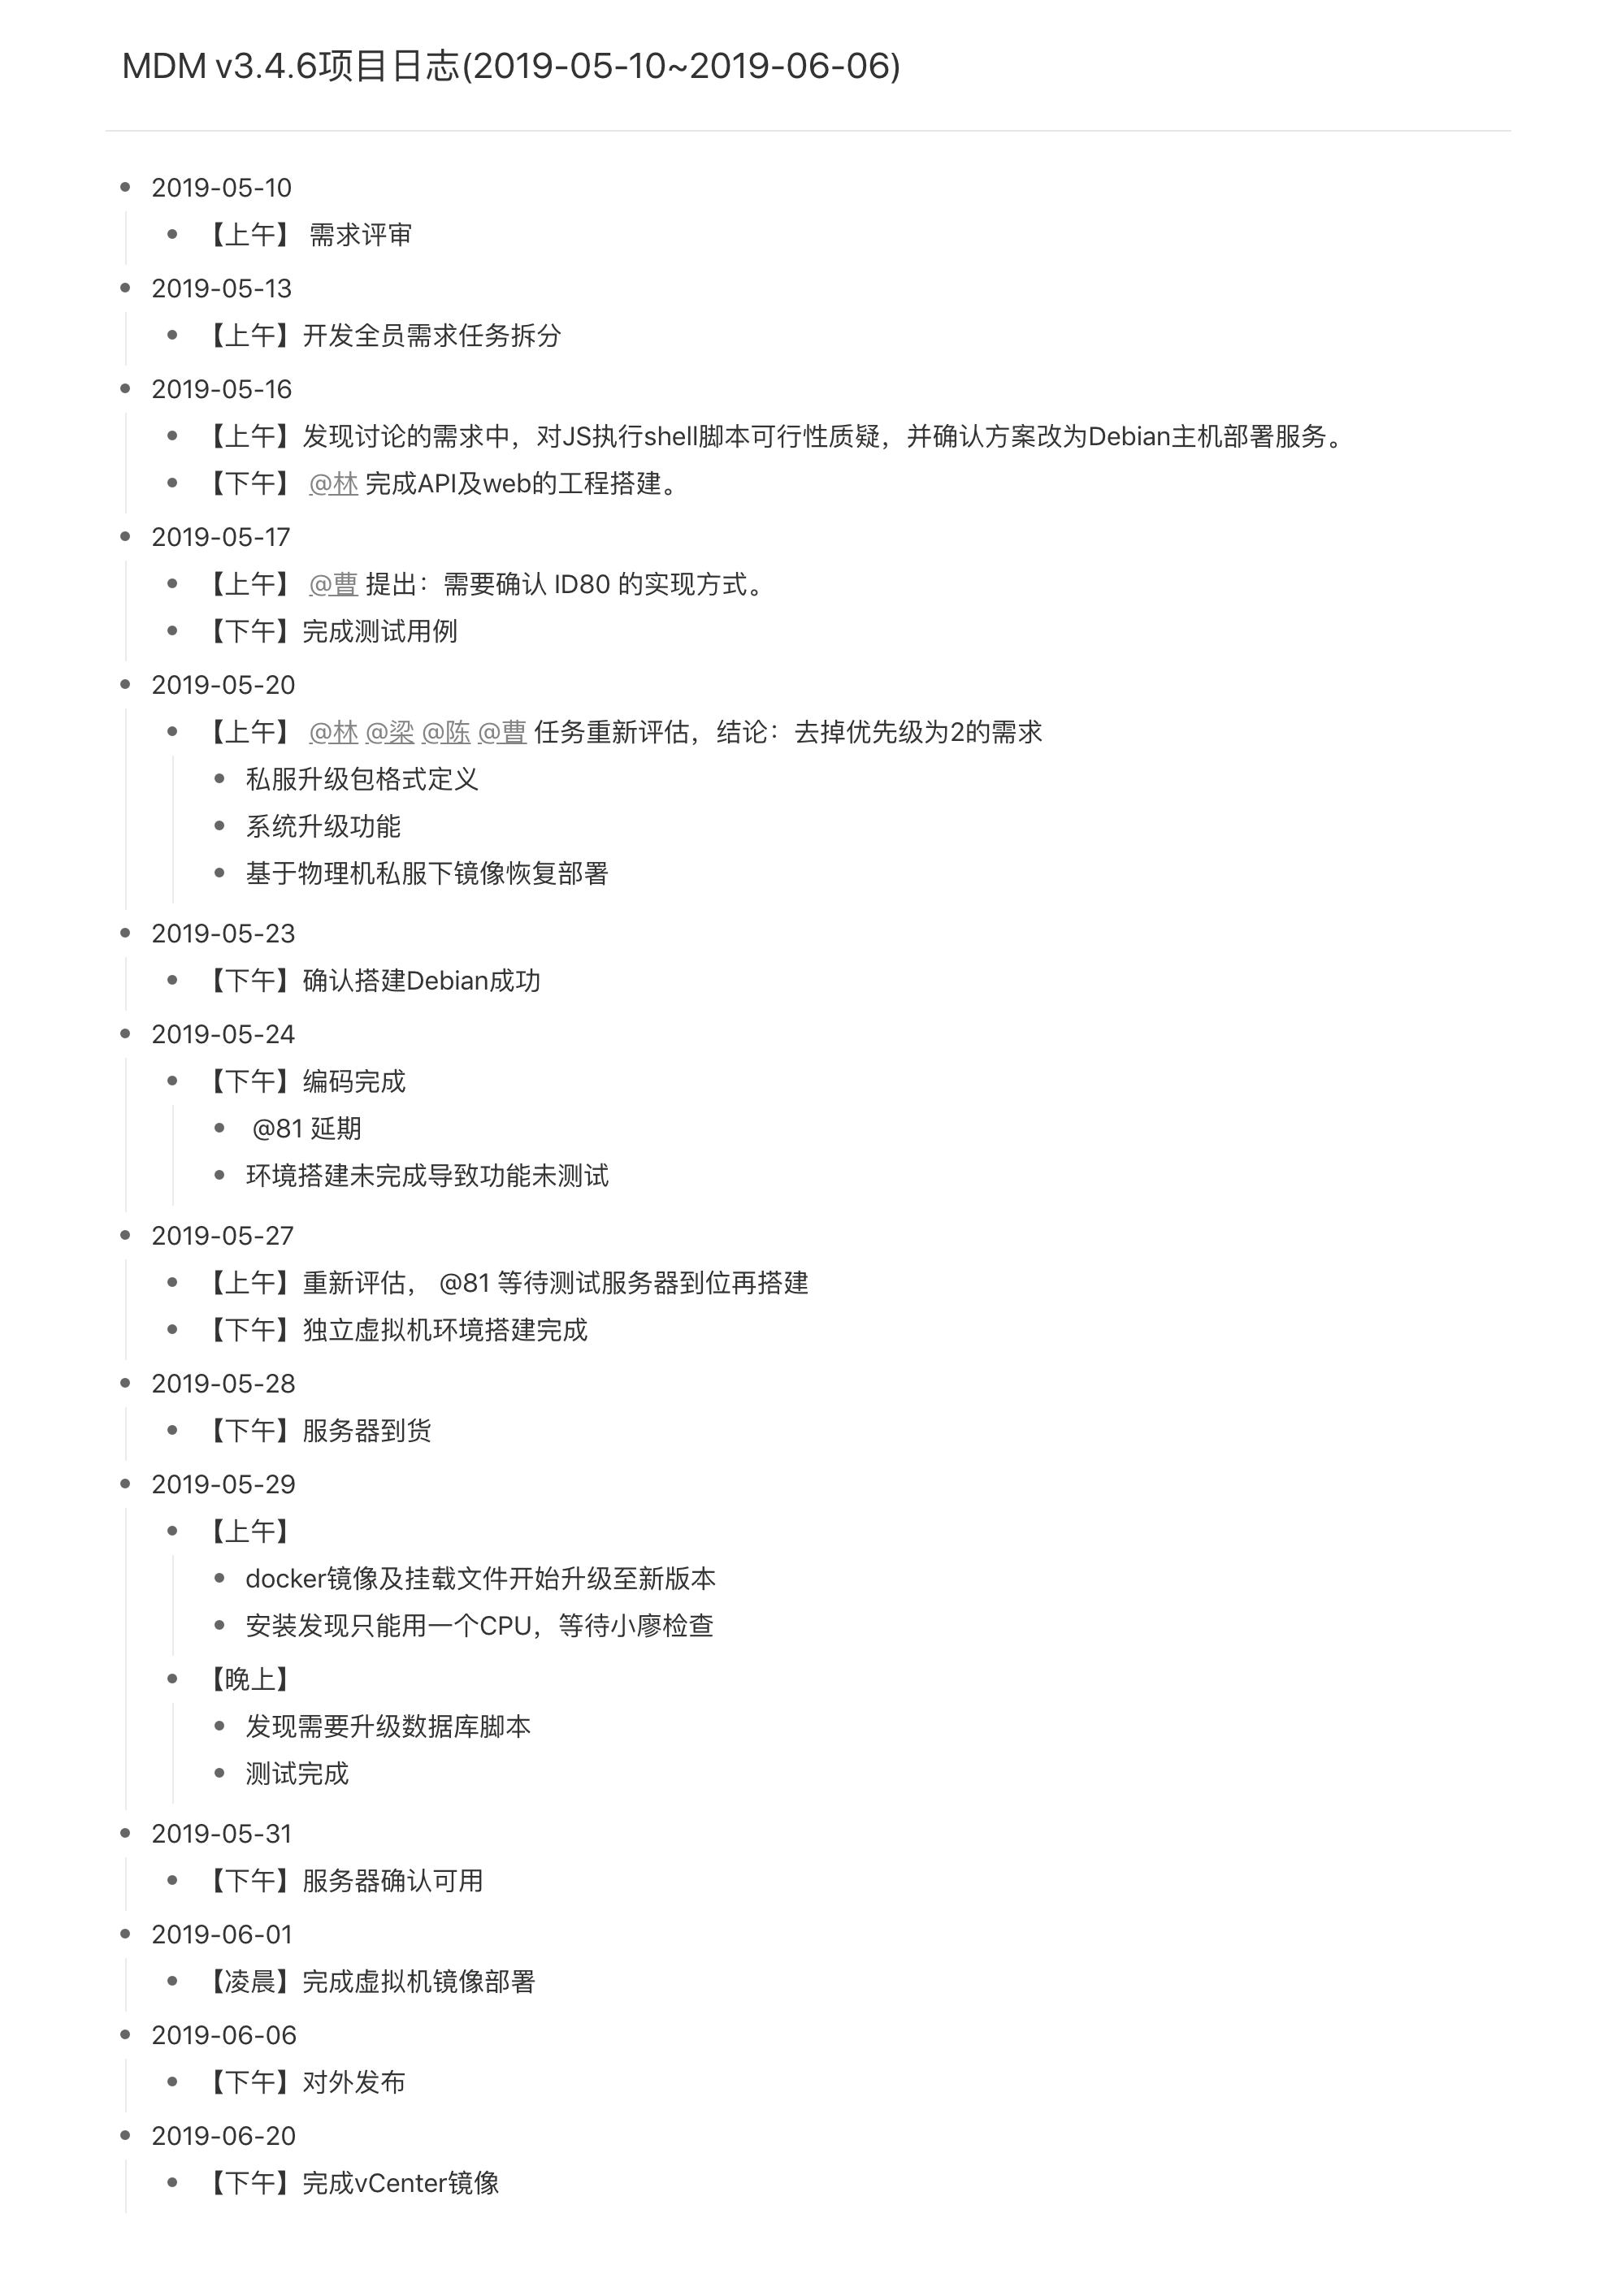 MDM v3.4.6项目日志(2019-05-10~2019-06-06)
2019-05-10
【上午】 需求评审
2019-05-13
【上午】开发全员需求任务拆分
2019-05-16
【上午】发现讨论的需求中，对JS执行shell脚本可行性质疑，并确认方案改为Debian主机部署服务。
【下午】 @林 完成API及web的工程搭建。
2019-05-17
【上午】 @曹 提出：需要确认 ID80 的实现方式。
【下午】完成测试用例
2019-05-20
【上午】 @林 @梁 @陈 @曹 任务重新评估，结论：去掉优先级为2的需求
私服升级包格式定义
系统升级功能
基于物理机私服下镜像恢复部署
2019-05-23
【下午】确认搭建Debian成功
2019-05-24
【下午】编码完成
@81 延期
环境搭建未完成导致功能未测试
2019-05-27
【上午】重新评估， @81 等待测试服务器到位再搭建
【下午】独立虚拟机环境搭建完成
2019-05-28
【下午】服务器到货
2019-05-29
【上午】
docker镜像及挂载文件开始升级至新版本
安装发现只能用一个CPU，等待小廖检查
【晚上】
发现需要升级数据库脚本
测试完成
2019-05-31
【下午】服务器确认可用
2019-06-01
【凌晨】完成虚拟机镜像部署
2019-06-06
【下午】对外发布
2019-06-20
【下午】完成vCenter镜像